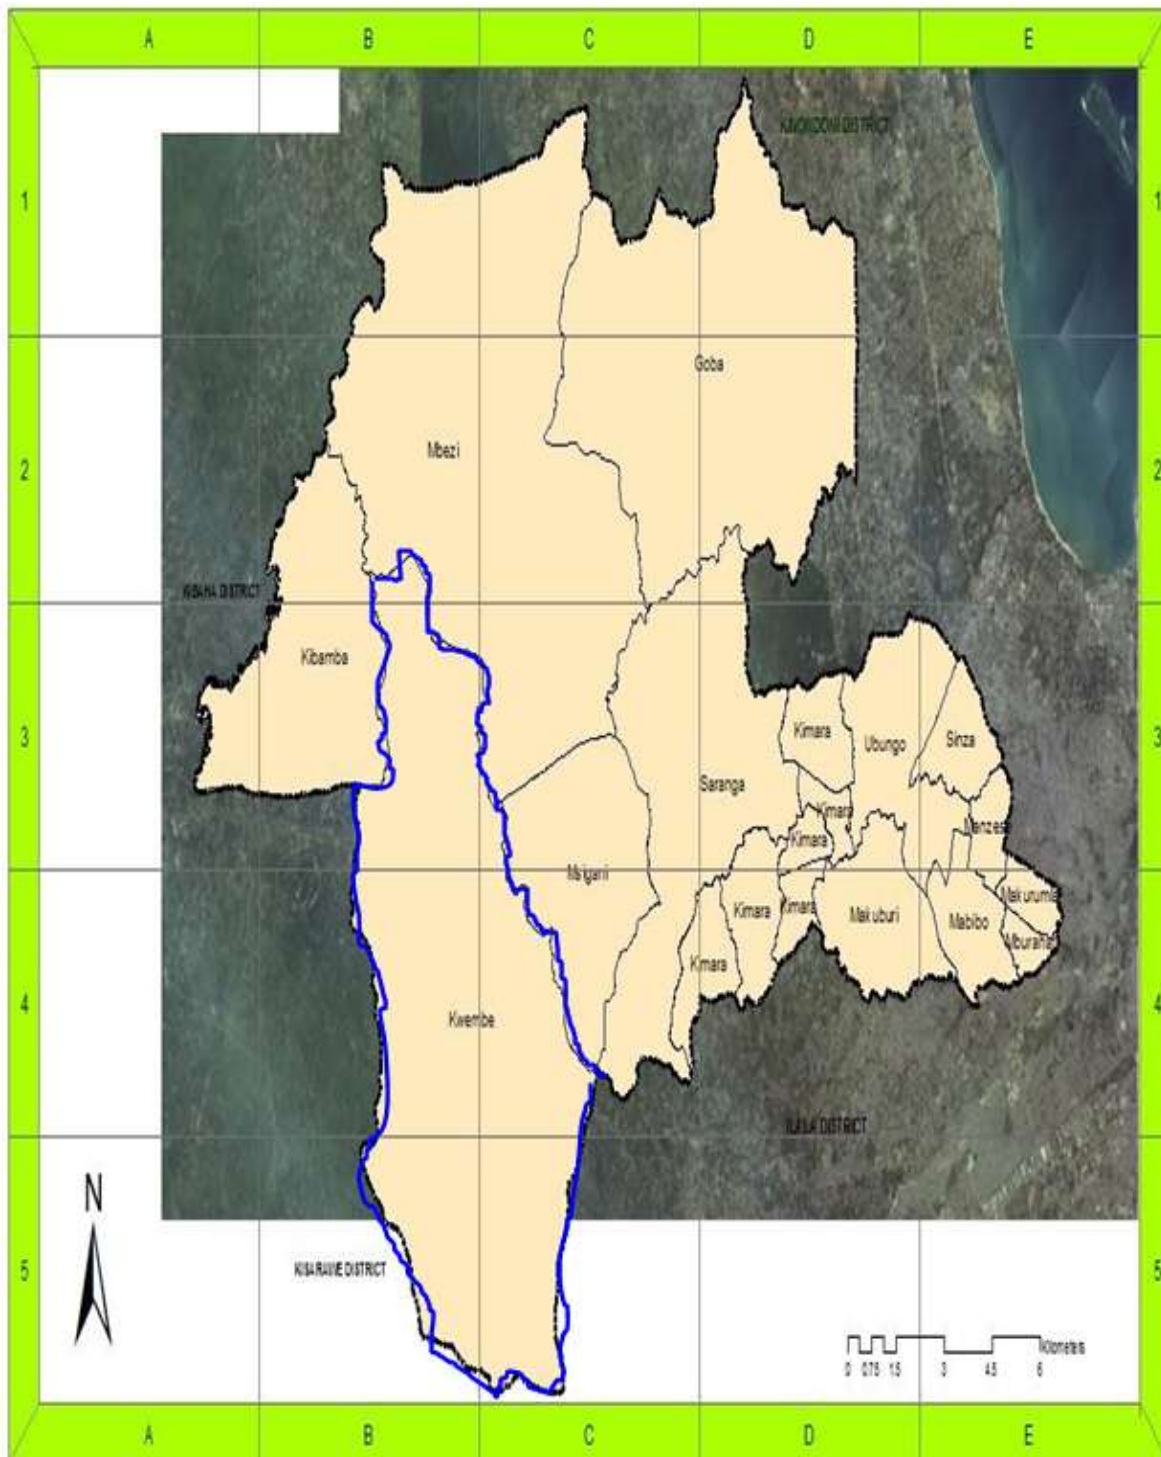 A B C D E
KINONDONI DISTRICT
1 1
Goba
Mbezi
2 2
KIBAHA DISTRICT
Kibamba
Kimara
Ubungo
Sinza
3 3
Saranga
Kimara
Manzese
Kimara
Msigani
Makurumla
Kimara
Kimara
Makuburi
Mabibo
Mburahati
Kimara
4 4
Kwembe
ILALA DISTRICT
N
KISARAWE DISTRICT
5 5
Kilometers
0 0.75 1.5 3 4.5 6
A B C D E